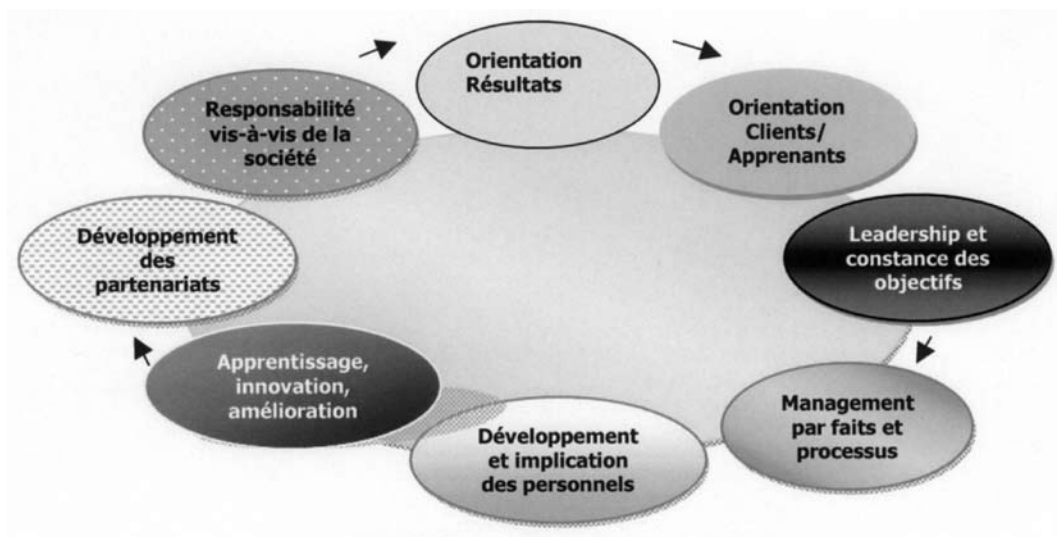 Orientation
Résultats
Orientation
Clients/
Apprenants
Leadership et
constance des
objectifs
Management
par faits et
processus
Développement
et implication
des personnels
Apprentissage,
innovation,
amélioration
Développement
des
partenariats
Responsabilité
vis-à-vis de la
société